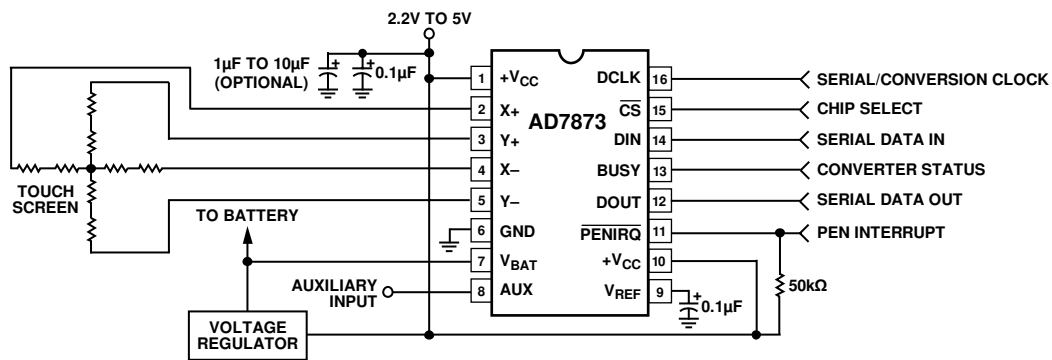 2.2V TO 5V
1µF TO 10µF
(OPTIONAL)
+
+
0.1µF
TOUCH
SCREEN
TO BATTERY
AUXILIARY
INPUT
VOLTAGE
REGULATOR
AD7873
1 +VCC
2 X+
3 Y+
4 X–
5 Y–
6 GND
7 VBAT
8 AUX
DCLK 16 SERIAL/CONVERSION CLOCK
CS 15 CHIP SELECT
DIN 14 SERIAL DATA IN
BUSY 13 CONVERTER STATUS
DOUT 12 SERIAL DATA OUT
PENIRQ 11 PEN INTERRUPT
+VCC 10
VREF 9
+
0.1µF
50kΩ